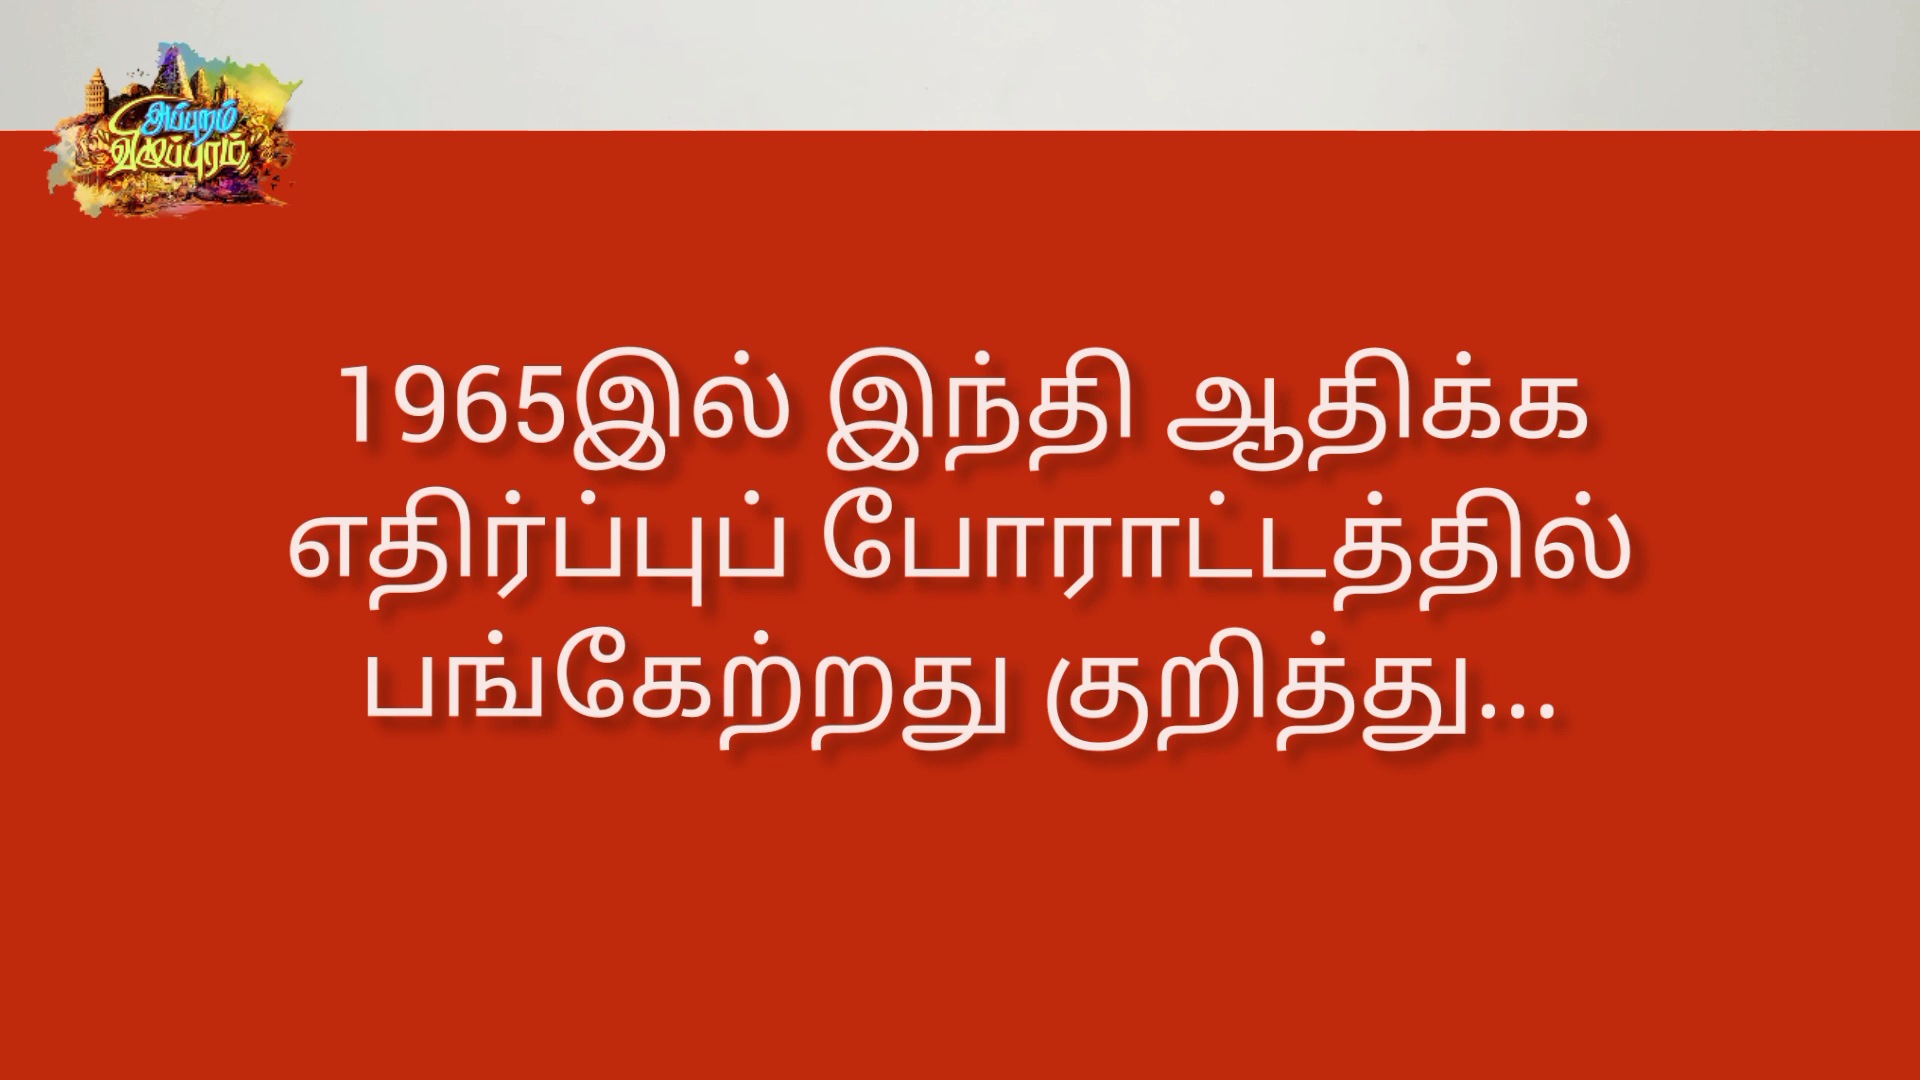 அப்புறம்
விழுப்புரம்
1965இல் இந்தி ஆதிக்க
எதிர்ப்புப் போராட்டத்தில்
பங்கேற்றது குறித்து...